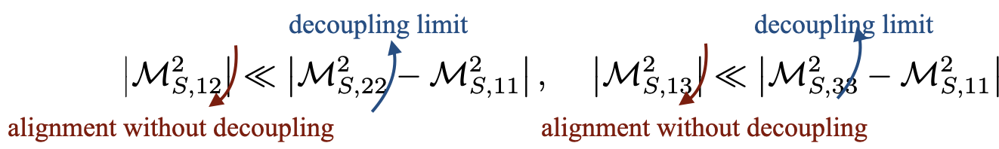 decoupling limit decoupling limit
|ℳ²_{S,12}| ≪ |ℳ²_{S,22} − ℳ²_{S,11}| , |ℳ²_{S,13}| ≪ |ℳ²_{S,33} − ℳ²_{S,11}|
alignment without decoupling alignment without decoupling